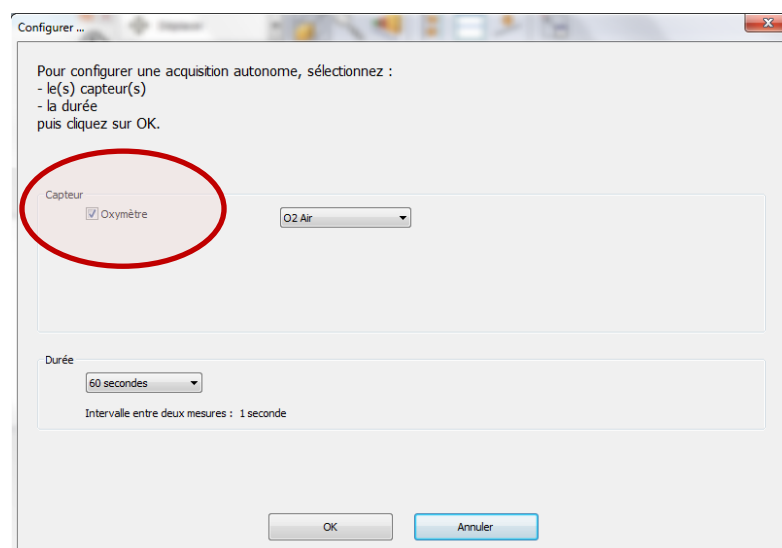 Configurer ...
Déplacer
Pour configurer une acquisition autonome, sélectionnez :
- le(s) capteur(s)
- la durée
puis cliquez sur OK.
Capteur
Oxymètre
O2 Air
Durée
60 secondes
Intervalle entre deux mesures : 1 seconde
OK
Annuler